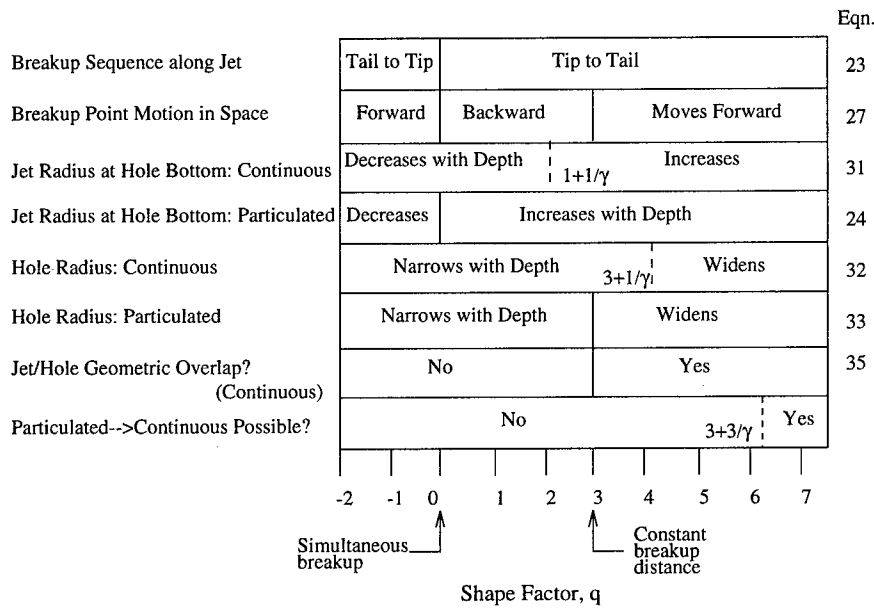 Eqn.
Breakup Sequence along Jet Tail to Tip Tip to Tail 23
Breakup Point Motion in Space Forward Backward Moves Forward 27
Jet Radius at Hole Bottom: Continuous Decreases with Depth 1+1/γ Increases 31
Jet Radius at Hole Bottom: Particulated Decreases Increases with Depth 24
Hole Radius: Continuous Narrows with Depth 3+1/γ Widens 32
Hole Radius: Particulated Narrows with Depth Widens 33
Jet/Hole Geometric Overlap? No Yes 35
(Continuous)
Particulated-->Continuous Possible? No 3+3/γ Yes
-2 -1 0 1 2 3 4 5 6 7
Simultaneous
breakup
Constant
breakup
distance
Shape Factor, q